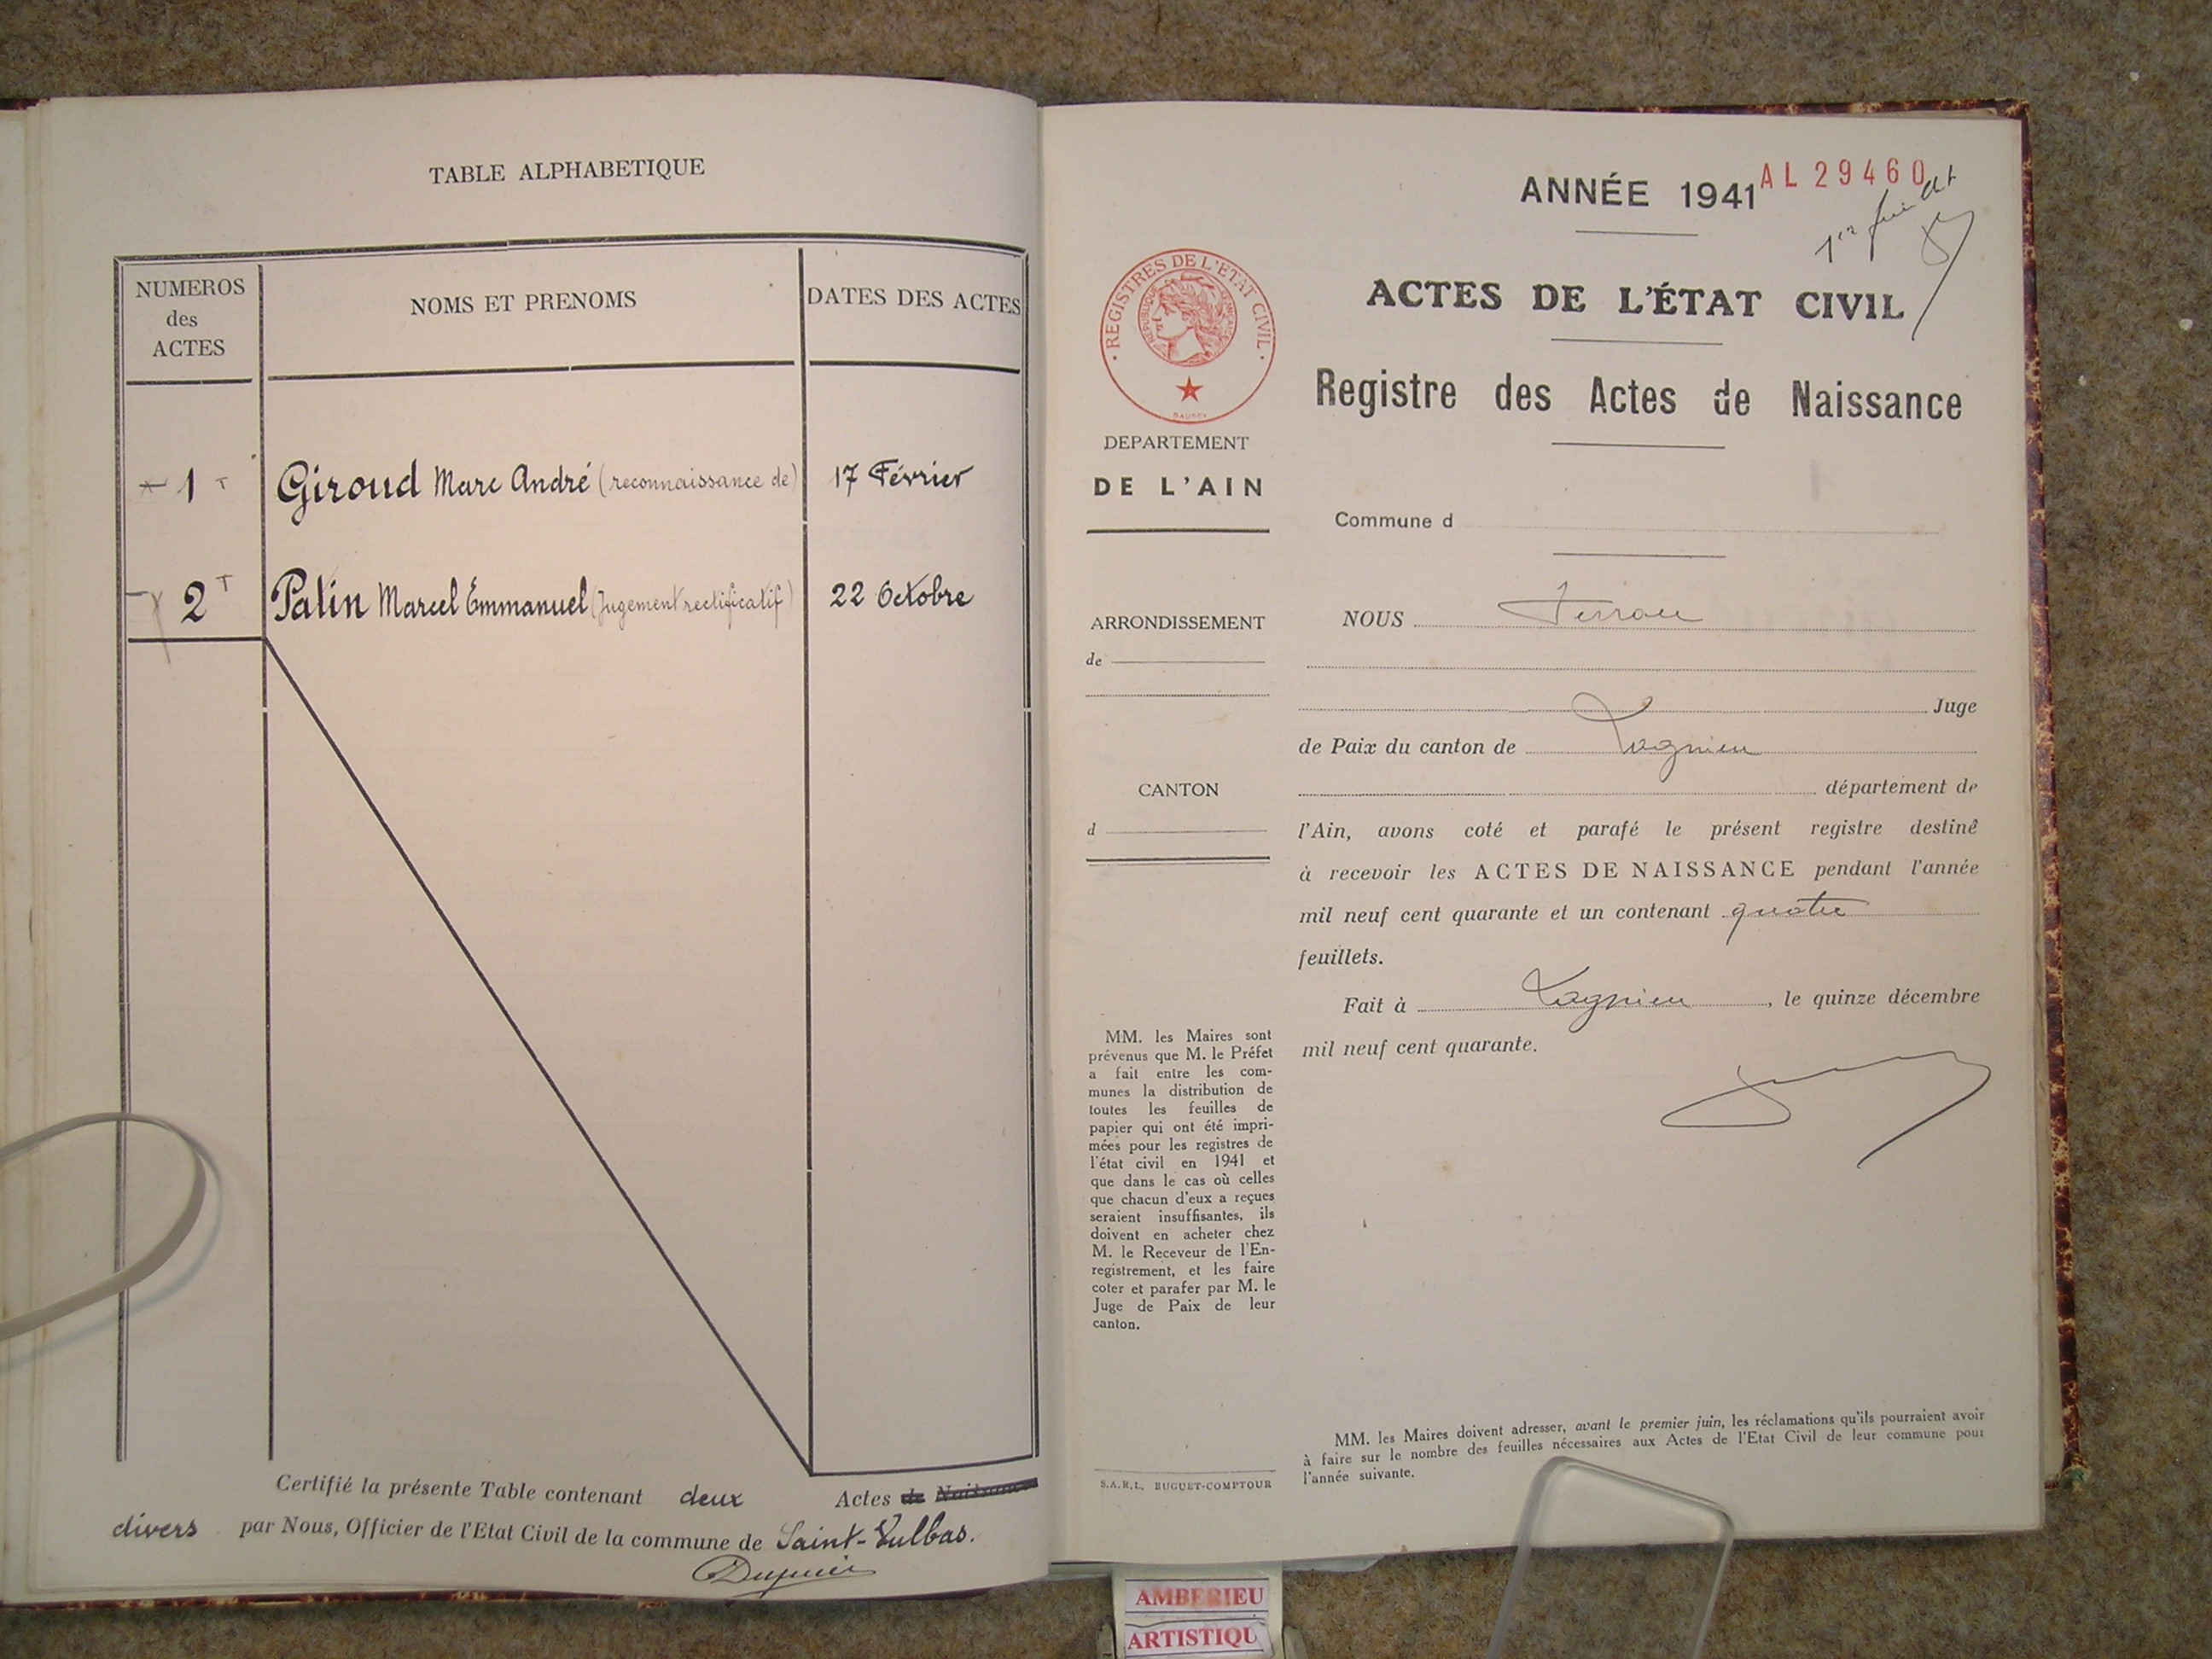 TABLE ALPHABETIQUE
NUMEROS
des
ACTES
NOMS ET PRENOMS
DATES DES ACTES
1 Giroud Marc André (reconnaissance de) 17 Février
2 Patin Marcel Emmanuel (Jugement rectificatif) 22 Octobre
Certifié la présente Table contenant deux Actes de Naissance
divers par Nous, Officier de l'Etat Civil de la commune de Saint-Vulbas.
ANNÉE 1941
AL 29460
1er feuillet
REGISTRES DE L'ETAT CIVIL
ACTES DE L'ÉTAT CIVIL
Registre des Actes de Naissance
DEPARTEMENT
DE L'AIN
Commune d
ARRONDISSEMENT
de
CANTON
d
NOUS
Juge
de Paix du canton de Lagnieu
département de
l'Ain, avons coté et parafé le présent registre destiné
à recevoir les ACTES DE NAISSANCE pendant l'année
mil neuf cent quarante et un contenant quatre
feuillets.
Fait à Lagnieu, le quinze décembre
mil neuf cent quarante.
MM. les Maires sont
prévenus que M. le Préfet
a fait entre les com-
munes la distribution de
toutes les feuilles de
papier qui ont été impri-
mées pour les registres de
l'état civil en 1941 et
que dans le cas où celles
que chacun d'eux a reçues
seraient insuffisantes, ils
doivent en acheter chez
M. le Receveur de l'En-
registrement, et les faire
coter et parafer par M. le
Juge de Paix de leur
canton.
S.A.R.L. BUGUET-COMPTOUR
MM. les Maires doivent adresser, avant le premier juin, les réclamations qu'ils pourraient avoir
à faire sur le nombre des feuilles nécessaires aux Actes de l'Etat Civil de leur commune pour
l'année suivante.
AMBERIEU
ARTISTIQU